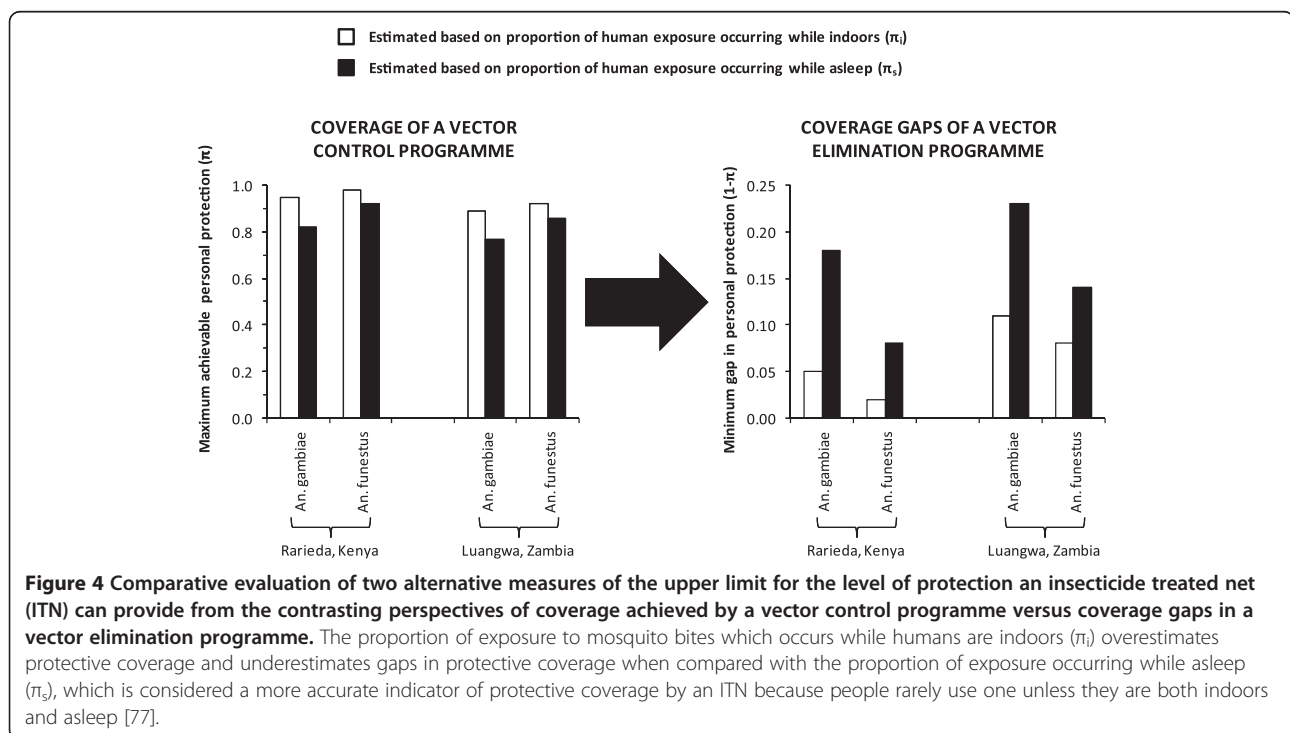 Estimated based on proportion of human exposure occurring while indoors (πi)
Estimated based on proportion of human exposure occurring while asleep (πs)
COVERAGE OF A VECTOR
CONTROL PROGRAMME
Maximum achievable personal protection (π)
1.0
0.8
0.6
0.4
0.2
0.0
An. gambiae
An. funestus
An. gambiae
An. funestus
Rarieda, Kenya
Luangwa, Zambia
COVERAGE GAPS OF A VECTOR
ELIMINATION PROGRAMME
Minimum gap in personal protection (1-π)
0.25
0.20
0.15
0.10
0.05
0.00
An. gambiae
An. funestus
An. gambiae
An. funestus
Rarieda, Kenya
Luangwa, Zambia
Figure 4 Comparative evaluation of two alternative measures of the upper limit for the level of protection an insecticide treated net
(ITN) can provide from the contrasting perspectives of coverage achieved by a vector control programme versus coverage gaps in a
vector elimination programme. The proportion of exposure to mosquito bites which occurs while humans are indoors (πi) overestimates
protective coverage and underestimates gaps in protective coverage when compared with the proportion of exposure occurring while asleep
(πs), which is considered a more accurate indicator of protective coverage by an ITN because people rarely use one unless they are both indoors
and asleep [77].